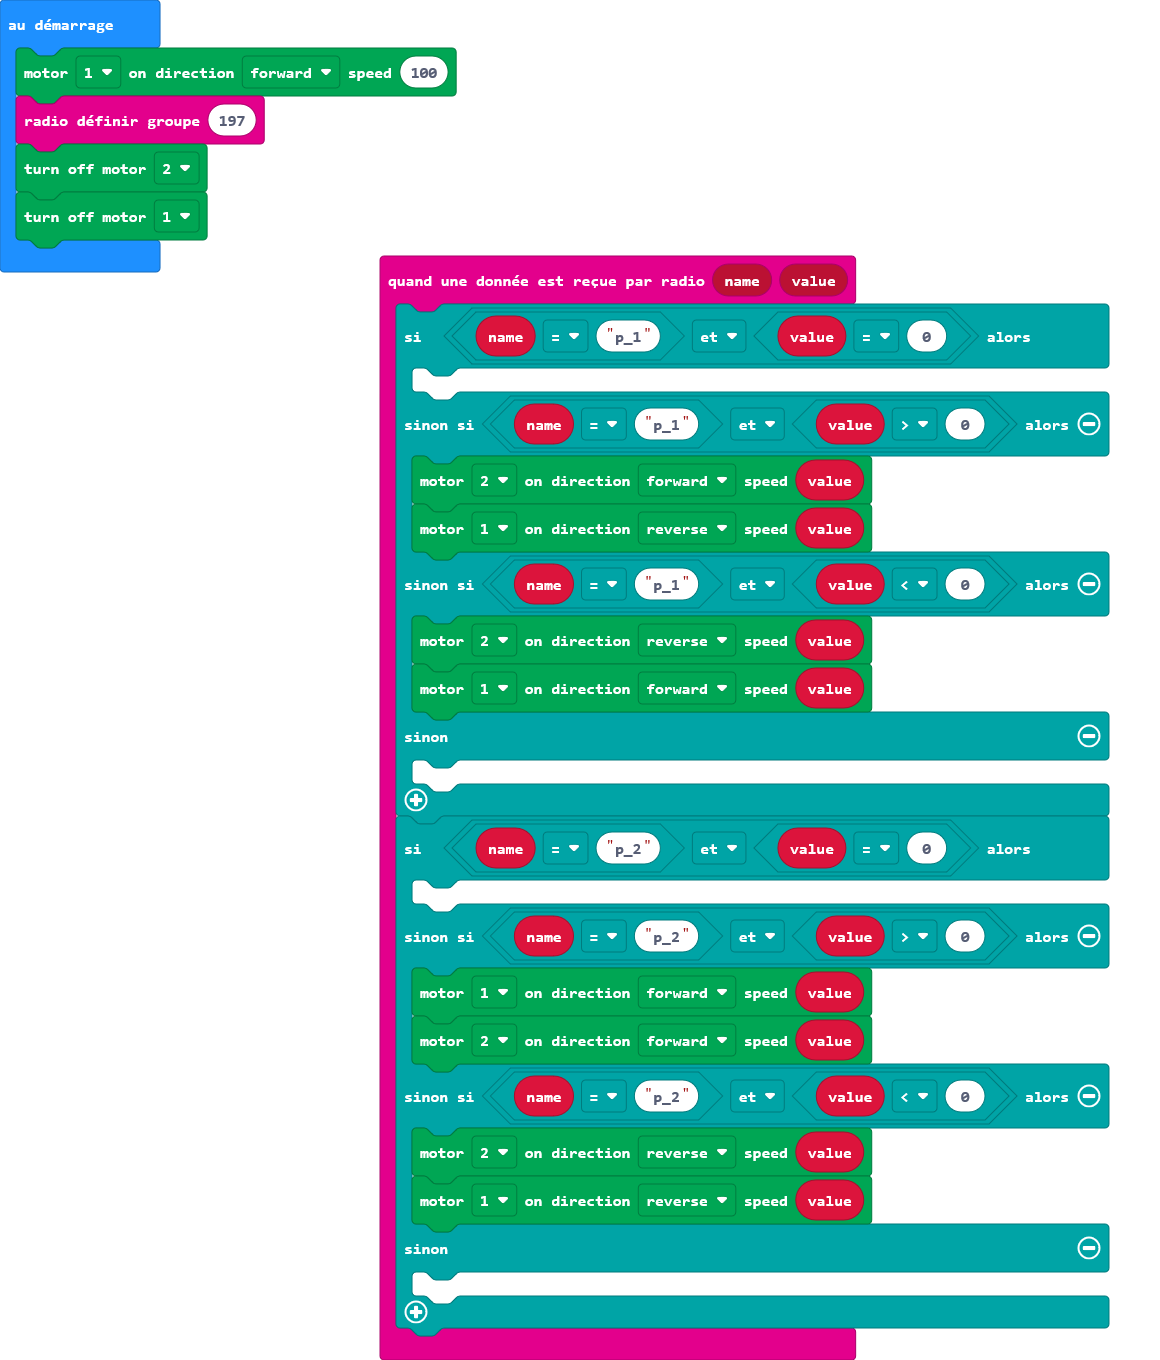 au démarrage
motor 1 on direction forward speed 100
radio définir groupe 197
turn off motor 2
turn off motor 1
quand une donnée est reçue par radio name value
si name = "p_1" et value = 0 alors
sinon si name = "p_1" et value > 0 alors
motor 2 on direction forward speed value
motor 1 on direction reverse speed value
sinon si name = "p_1" et value < 0 alors
motor 2 on direction reverse speed value
motor 1 on direction forward speed value
sinon
si name = "p_2" et value = 0 alors
sinon si name = "p_2" et value > 0 alors
motor 1 on direction forward speed value
motor 2 on direction forward speed value
sinon si name = "p_2" et value < 0 alors
motor 2 on direction reverse speed value
motor 1 on direction reverse speed value
sinon